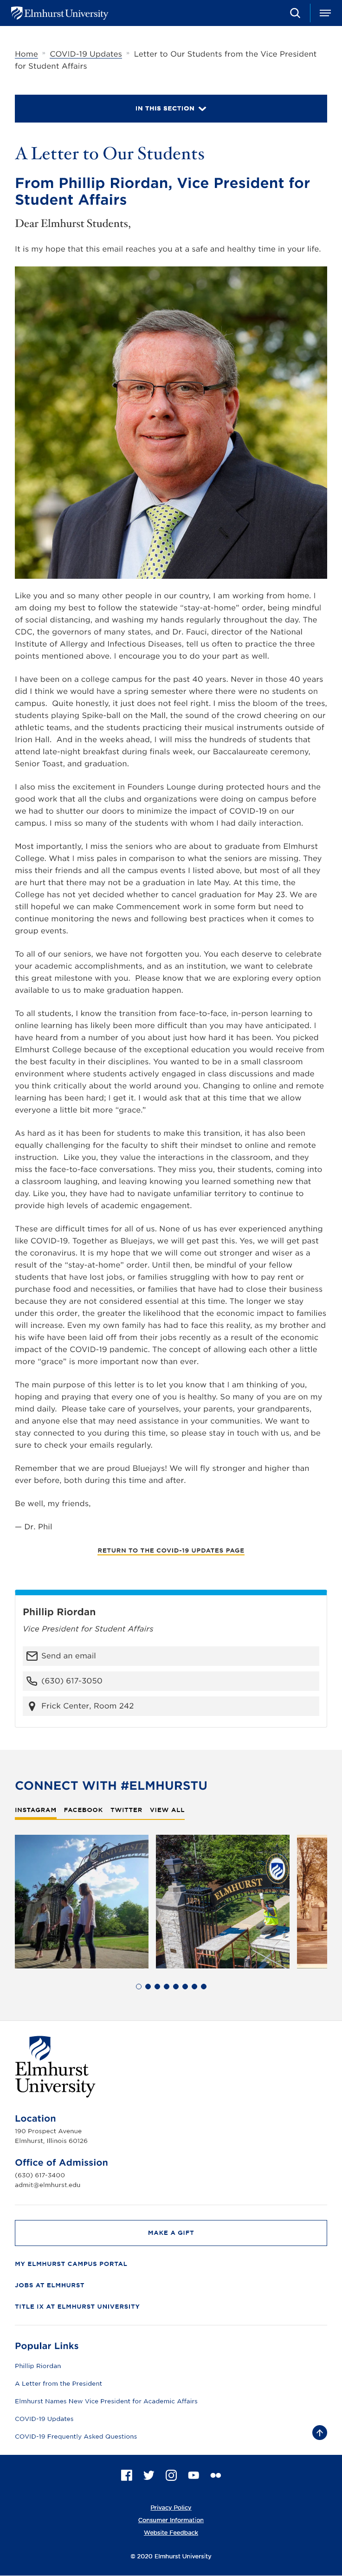 Elmhurst University
Home
COVID-19 Updates
Letter to Our Students from the Vice President
for Student Affairs
IN THIS SECTION
A Letter to Our Students
From Phillip Riordan, Vice President for
Student Affairs
Dear Elmhurst Students,
It is my hope that this email reaches you at a safe and healthy time in your life.
Like you and so many other people in our country, I am working from home. I
am doing my best to follow the statewide “stay-at-home” order, being mindful
of social distancing, and washing my hands regularly throughout the day. The
CDC, the governors of many states, and Dr. Fauci, director of the National
Institute of Allergy and Infectious Diseases, tell us often to practice the three
points mentioned above. I encourage you to do your part as well.
I have been on a college campus for the past 40 years. Never in those 40 years
did I think we would have a spring semester where there were no students on
campus. Quite honestly, it just does not feel right. I miss the bloom of the trees,
students playing Spike-ball on the Mall, the sound of the crowd cheering on our
athletic teams, and the students practicing their musical instruments outside of
Irion Hall. And in the weeks ahead, I will miss the hundreds of students that
attend late-night breakfast during finals week, our Baccalaureate ceremony,
Senior Toast, and graduation.
I also miss the excitement in Founders Lounge during protected hours and the
good work that all the clubs and organizations were doing on campus before
we had to shutter our doors to minimize the impact of COVID-19 on our
campus. I miss so many of the students with whom I had daily interaction.
Most importantly, I miss the seniors who are about to graduate from Elmhurst
College. What I miss pales in comparison to what the seniors are missing. They
miss their friends and all the campus events I listed above, but most of all they
are hurt that there may not be a graduation in late May. At this time, the
College has not yet decided whether to cancel graduation for May 23. We are
still hopeful we can make Commencement work in some form but need to
continue monitoring the news and following best practices when it comes to
group events.
To all of our seniors, we have not forgotten you. You each deserve to celebrate
your academic accomplishments, and as an institution, we want to celebrate
this great milestone with you. Please know that we are exploring every option
available to us to make graduation happen.
To all students, I know the transition from face-to-face, in-person learning to
online learning has likely been more difficult than you may have anticipated. I
have heard from a number of you about just how hard it has been. You picked
Elmhurst College because of the exceptional education you would receive from
the best faculty in their disciplines. You wanted to be in a small classroom
environment where students actively engage in class discussions and made
you think critically about the world around you. Changing to online and remote
learning has been hard; I get it. I would ask that at this time that we allow
everyone a little bit more “grace.”
As hard as it has been for students to make this transition, it has also been
equally challenging for the faculty to shift their mindset to online and online
instruction. Like you, they value the interactions in the classroom, and they
miss the face-to-face conversations. They miss you, their students, coming into
a classroom laughing, and leaving knowing you learned something new that
day. Like you, they have had to navigate unfamiliar territory to continue to
provide high levels of academic engagement.
These are difficult times for all of us. None of us has ever experienced anything
like COVID-19. Together as Bluejays, we will get past this. Yes, we will get past
the coronavirus. It is my hope that we will come out stronger and wiser as a
result of the “stay-at-home” order. Until then, be mindful of your fellow
students that have lost jobs, or families struggling with how to pay rent or
purchase food and necessities, or families that have had to close their business
because they are not considered essential at this time. The longer we stay
under this order, the greater the likelihood that the economic impact to families
will increase. Even my own family has had to face this reality, as my brother and
his wife have been laid off from their jobs recently as a result of the economic
impact of the COVID-19 pandemic. The concept of allowing each other a little
more “grace” is more important now than ever.
The main purpose of this letter is to let you know that I am thinking of you,
hoping and praying that every one of you is healthy. So many of you are on my
mind daily. Please take care of yourselves, your parents, your grandparents,
and anyone else that may need assistance in your communities. We want to
stay connected to you during this time, so please stay in touch with us, and be
sure to check your emails regularly.
Remember that we are proud Bluejays! We will fly stronger and higher than
ever before, both during this time and after.
Be well, my friends,
— Dr. Phil
RETURN TO THE COVID-19 UPDATES PAGE
Phillip Riordan
Vice President for Student Affairs
Send an email
(630) 617-3050
Frick Center, Room 242
CONNECT WITH #ELMHURSTU
INSTAGRAM FACEBOOK TWITTER VIEW ALL
ELMHURST
Elmhurst
University
Location
190 Prospect Avenue
Elmhurst, Illinois 60126
Office of Admission
(630) 617-3400
admit@elmhurst.edu
MAKE A GIFT
MY ELMHURST CAMPUS PORTAL
JOBS AT ELMHURST
TITLE IX AT ELMHURST UNIVERSITY
Popular Links
Phillip Riordan
A Letter from the President
Elmhurst Names New Vice President for Academic Affairs
COVID-19 Updates
COVID-19 Frequently Asked Questions
Privacy Policy
Consumer Information
Website Feedback
© 2020 Elmhurst University